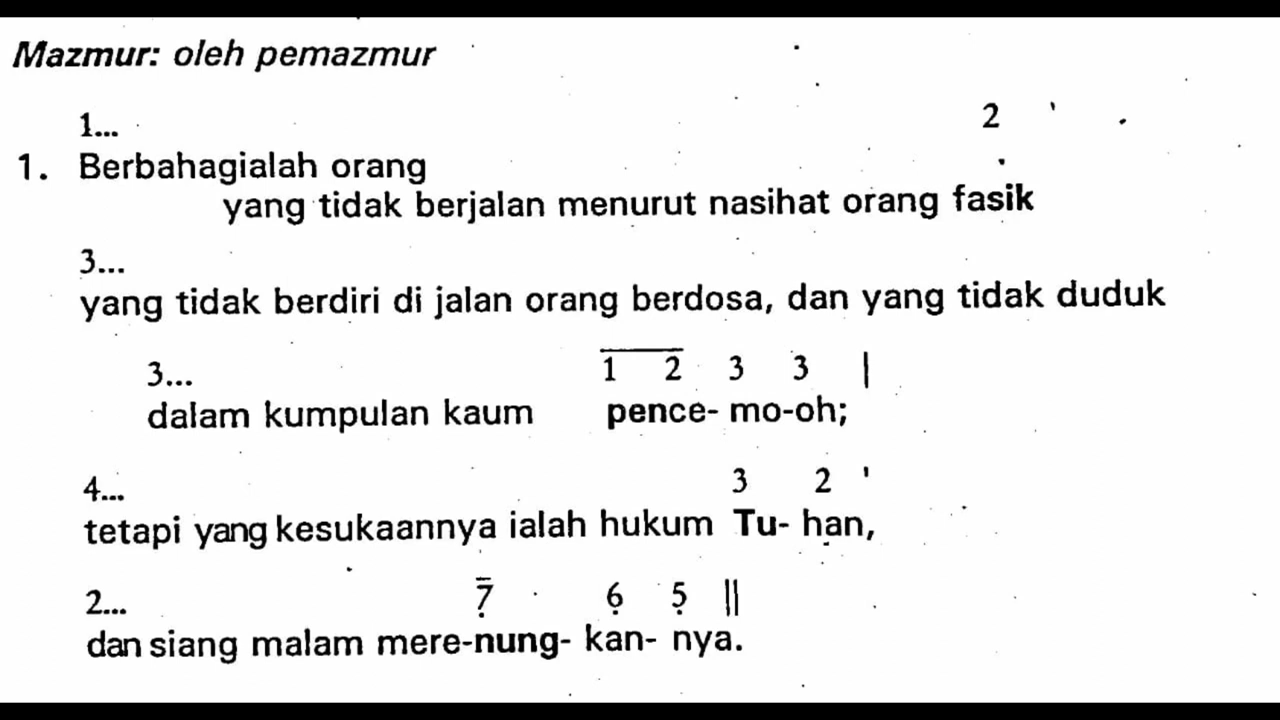 Mazmur: oleh pemazmur
1... 2 '
1. Berbahagialah orang
yang tidak berjalan menurut nasihat orang fasik
3...
yang tidak berdiri di jalan orang berdosa, dan yang tidak duduk
3... 1 2 3 3 |
dalam kumpulan kaum pence- mo-oh;
4... 3 2 '
tetapi yang kesukaannya ialah hukum Tu- han,
2... 7̣ 6̣ 5̣ ||
dan siang malam mere-nung- kan- nya.